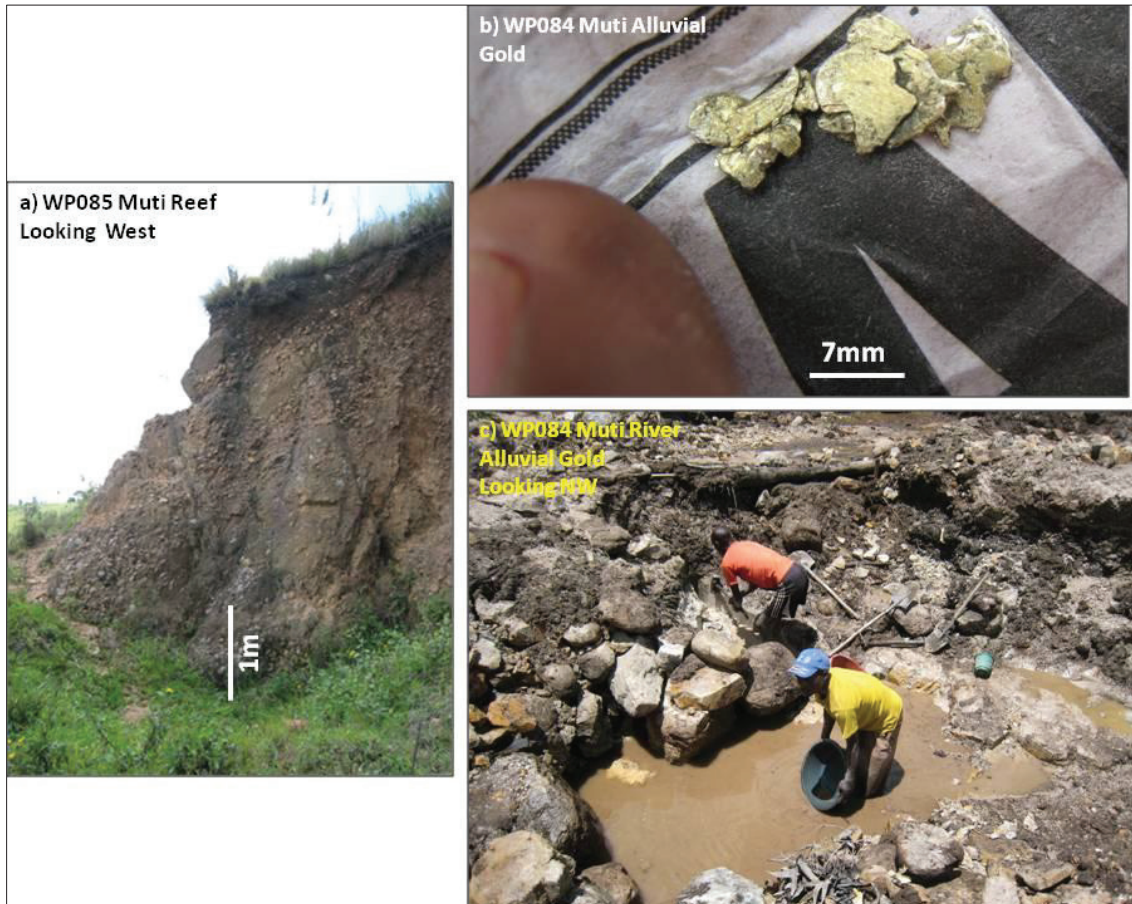 a) WP085 Muti Reef
Looking West
1m
b) WP084 Muti Alluvial
Gold
7mm
c) WP084 Muti River
Alluvial Gold
Looking NW